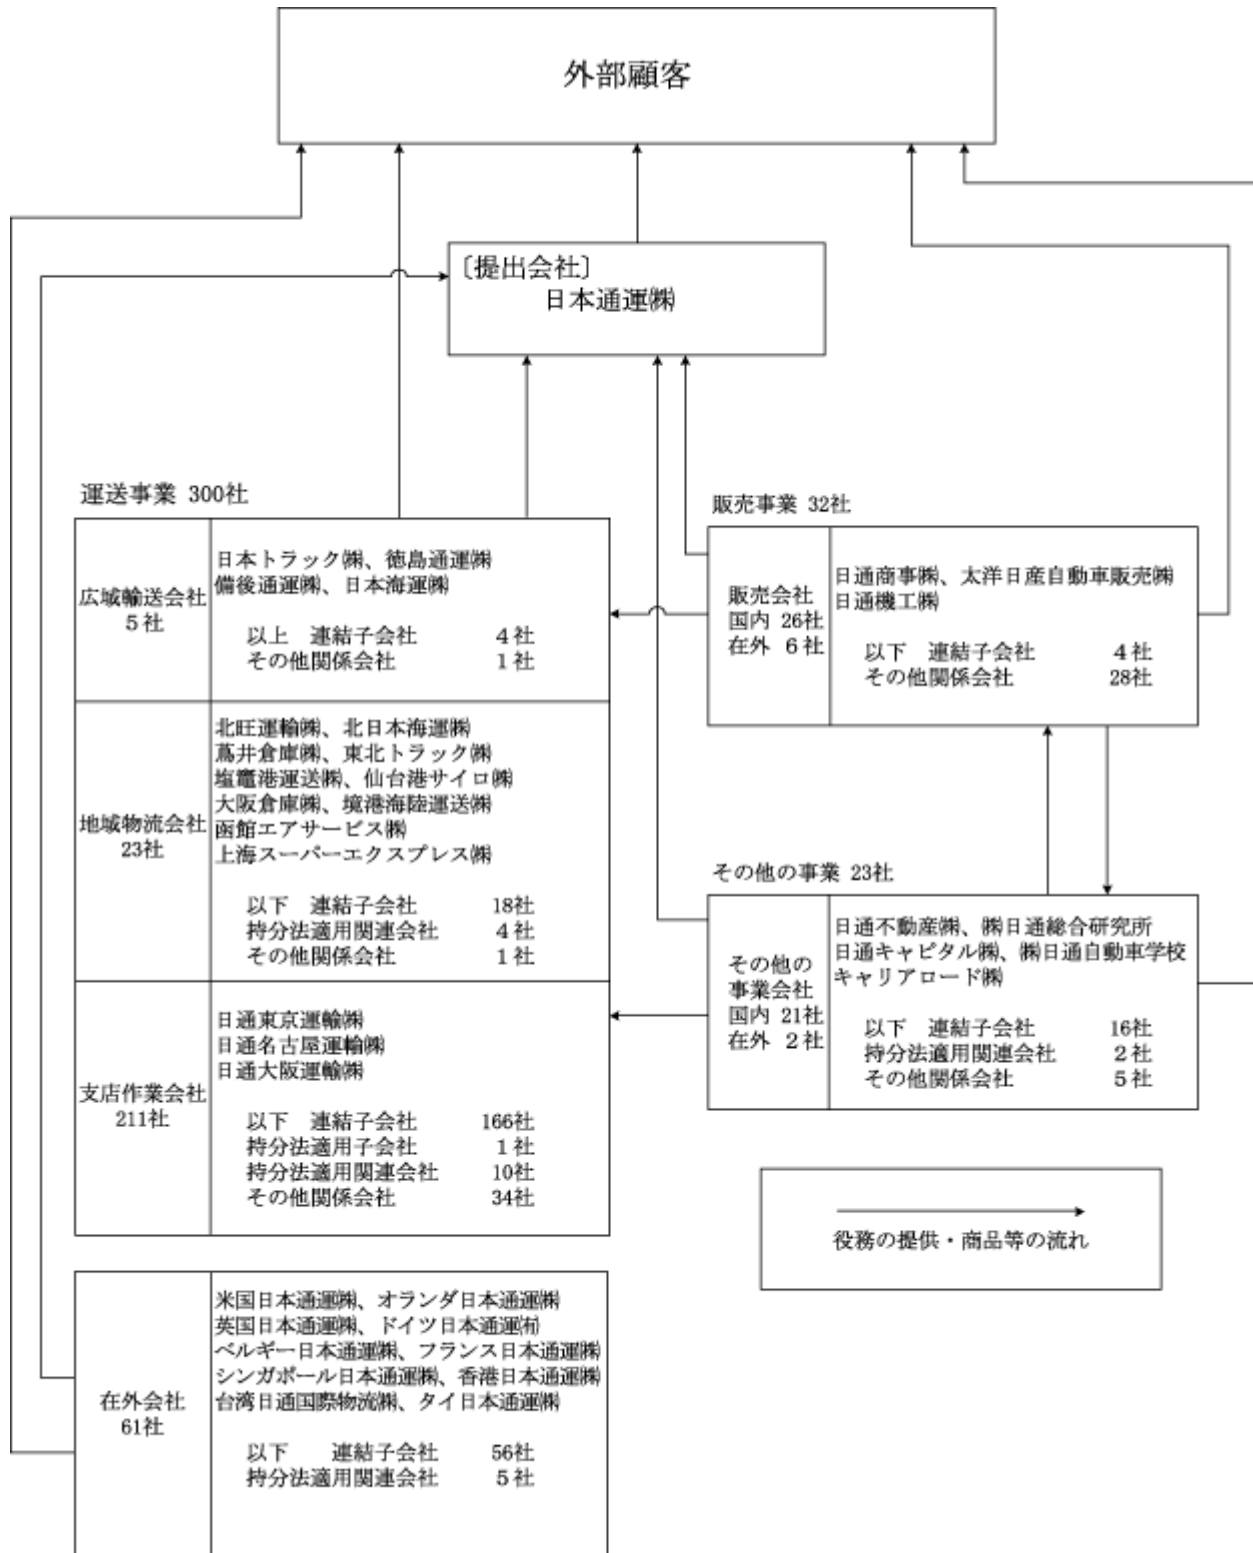 外部顧客
〔提出会社〕
日本通運㈱
運送事業 300社
広域輸送会社
5社
日本トラック㈱、徳島通運㈱
備後通運㈱、日本海運㈱
以上 連結子会社 4社
その他関係会社 1社
地域物流会社
23社
北旺運輸㈱、北日本海運㈱
蔦井倉庫㈱、東北トラック㈱
塩竈港運送㈱、仙台港サイロ㈱
大阪倉庫㈱、境港海陸運送㈱
函館エアサービス㈱
上海スーパーエクスプレス㈱
以下 連結子会社 18社
持分法適用関連会社 4社
その他関係会社 1社
支店作業会社
211社
日通東京運輸㈱
日通名古屋運輸㈱
日通大阪運輸㈱
以下 連結子会社 166社
持分法適用子会社 1社
持分法適用関連会社 10社
その他関係会社 34社
在外会社
61社
米国日本通運㈱、オランダ日本通運㈱
英国日本通運㈱、ドイツ日本通運㈲
ベルギー日本通運㈱、フランス日本通運㈱
シンガポール日本通運㈱、香港日本通運㈱
台湾日通国際物流㈱、タイ日本通運㈱
以下 連結子会社 56社
持分法適用関連会社 5社
販売事業 32社
販売会社
国内 26社
在外 6社
日通商事㈱、太洋日産自動車販売㈱
日通機工㈱
以下 連結子会社 4社
その他関係会社 28社
その他の事業 23社
その他の
事業会社
国内 21社
在外 2社
日通不動産㈱、㈱日通総合研究所
日通キャピタル㈱、㈱日通自動車学校
キャリアロード㈱
以下 連結子会社 16社
持分法適用関連会社 2社
その他関係会社 5社
役務の提供・商品等の流れ